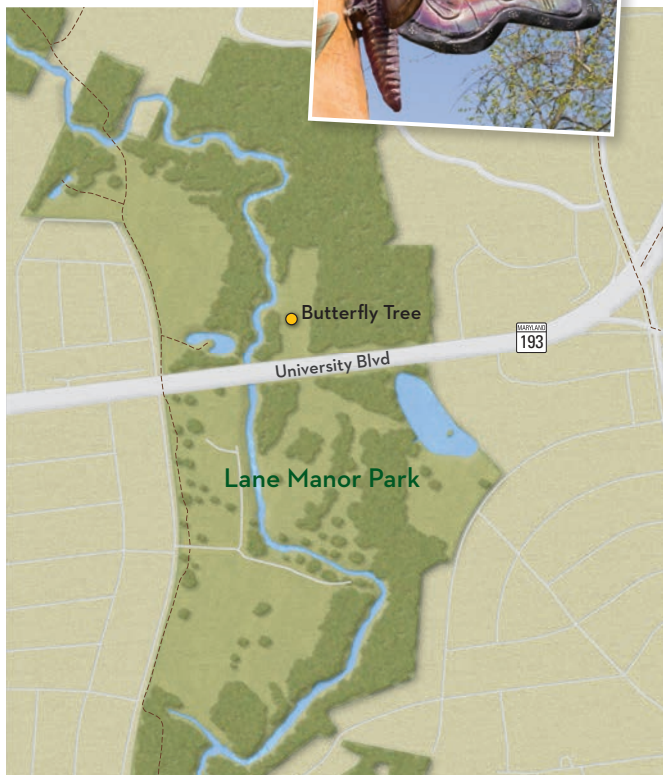 Butterfly Tree
MARYLAND
193
University Blvd
Lane Manor Park